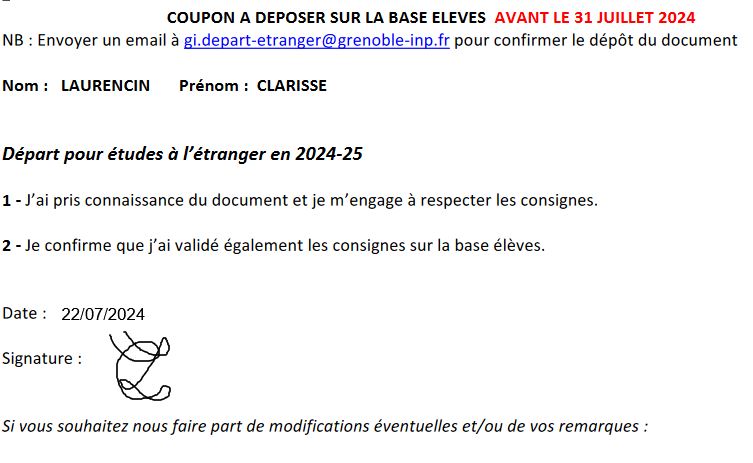 COUPON A DEPOSER SUR LA BASE ELEVES AVANT LE 31 JUILLET 2024
NB : Envoyer un email à gi.depart-etranger@grenoble-inp.fr pour confirmer le dépôt du document
Nom : LAURENCIN Prénom : CLARISSE
Départ pour études à l’étranger en 2024-25
1 - J’ai pris connaissance du document et je m’engage à respecter les consignes.
2 - Je confirme que j’ai validé également les consignes sur la base élèves.
Date : 22/07/2024
Signature :
Si vous souhaitez nous faire part de modifications éventuelles et/ou de vos remarques :